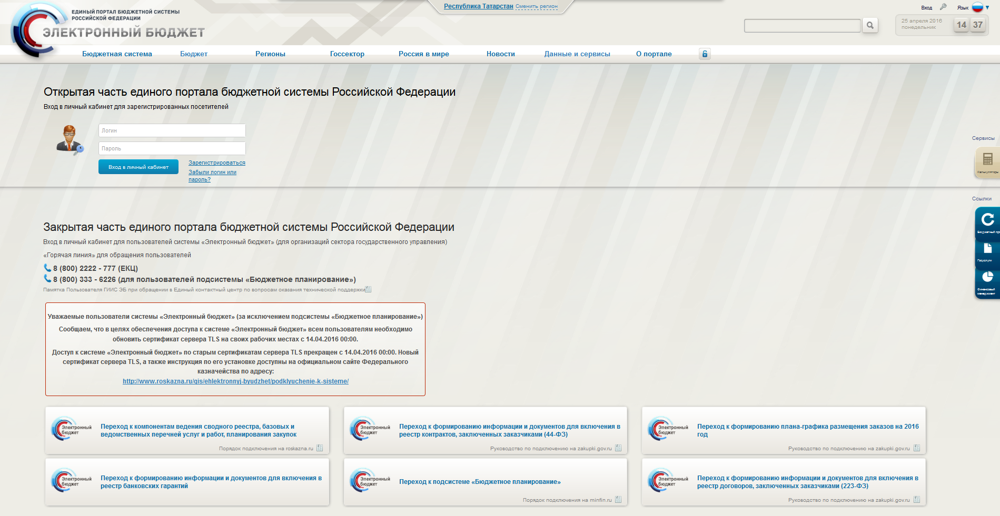 Республика Татарстан Сменить регион
Вход
Язык
ЕДИНЫЙ ПОРТАЛ БЮДЖЕТНОЙ СИСТЕМЫ
РОССИЙСКОЙ ФЕДЕРАЦИИ
ЭЛЕКТРОННЫЙ БЮДЖЕТ
25 апреля 2016
понедельник
14 37
Бюджетная система Бюджет Регионы Госсектор Россия в мире Новости Данные и сервисы О портале
Открытая часть единого портала бюджетной системы Российской Федерации
Вход в личный кабинет для зарегистрированных посетителей
Логин
Пароль
Вход в личный кабинет
Зарегистрироваться
Забыли логин или
пароль?
Сервисы
Калькуляторы
Ссылки
Бюджетный про
Госуслуги
Финансовый
менеджмент
Закрытая часть единого портала бюджетной системы Российской Федерации
Вход в личный кабинет для пользователей системы «Электронный бюджет» (для организаций сектора государственного управления)
«Горячая линия» для обращения пользователей
8 (800) 2222 - 777 (ЕКЦ)
8 (800) 333 - 6226 (для пользователей подсистемы «Бюджетное планирование»)
Памятка Пользователя ГИИС ЭБ при обращении в Единый контактный центр по вопросам оказания технической поддержки
Уважаемые пользователи системы «Электронный бюджет» (за исключением подсистемы «Бюджетное планирование»)
Сообщаем, что в целях обеспечения доступа к системе «Электронный бюджет» всем пользователям необходимо
обновить сертификат сервера TLS на своих рабочих местах с 14.04.2016 00:00.
Доступ к системе «Электронный бюджет» по старым сертификатам сервера TLS прекращен с 14.04.2016 00:00. Новый
сертификат сервера TLS, а также инструкция по его установке доступны на официальном сайте Федерального
казначейства по адресу:
http://www.roskazna.ru/gis/ehlektronnyj-byudzhet/podklyuchenie-k-sisteme/
Электронный
бюджет
Переход к компонентам ведения сводного реестра, базовых и
ведомственных перечней услуг и работ, планирования закупок
Порядок подключения на roskazna.ru
Электронный
бюджет
Переход к формированию информации и документов для включения в
реестр контрактов, заключенных заказчиками (44-ФЗ)
Руководство по подключению на zakupki.gov.ru
Электронный
бюджет
Переход к формированию плана-графика размещения заказов на 2016
год
Руководство по подключению на zakupki.gov.ru
Электронный
бюджет
Переход к формированию информации и документов для включения в
реестр банковских гарантий
Электронный
бюджет
Переход к подсистеме «Бюджетное планирование»
Порядок подключения на minfin.ru
Электронный
бюджет
Переход к формированию информации и документов для включения в
реестр договоров, заключенных заказчиками (223-ФЗ)
Руководство по подключению на zakupki.gov.ru